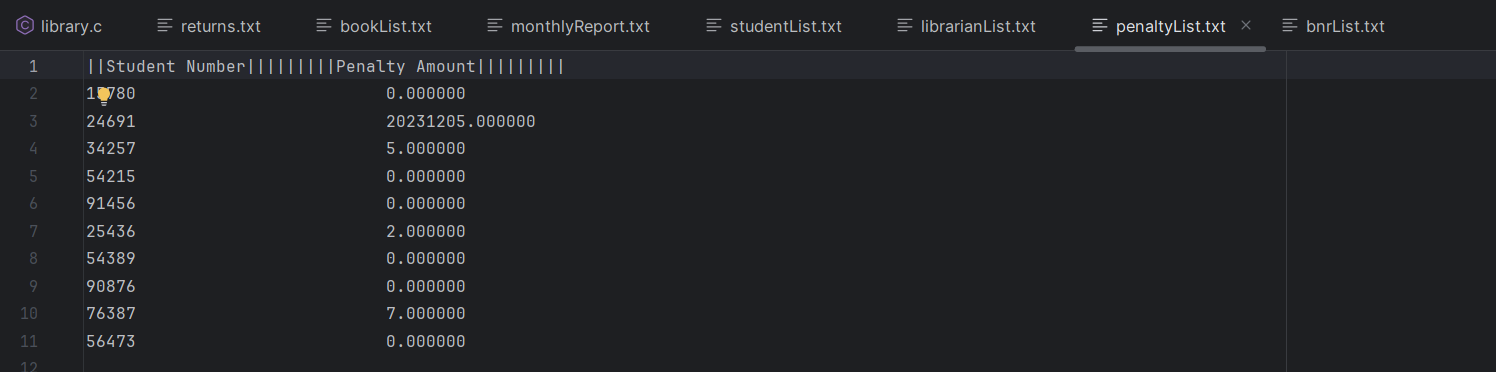 library.c returns.txt bookList.txt monthlyReport.txt studentList.txt librarianList.txt penaltyList.txt × bnrList.txt
1 ||Student Number|||||||||Penalty Amount|||||||||
2 0.000000
3 24691 20231205.000000
4 34257 5.000000
5 54215 0.000000
6 91456 0.000000
7 25436 2.000000
8 54389 0.000000
9 90876 0.000000
10 76387 7.000000
11 56473 0.000000
12